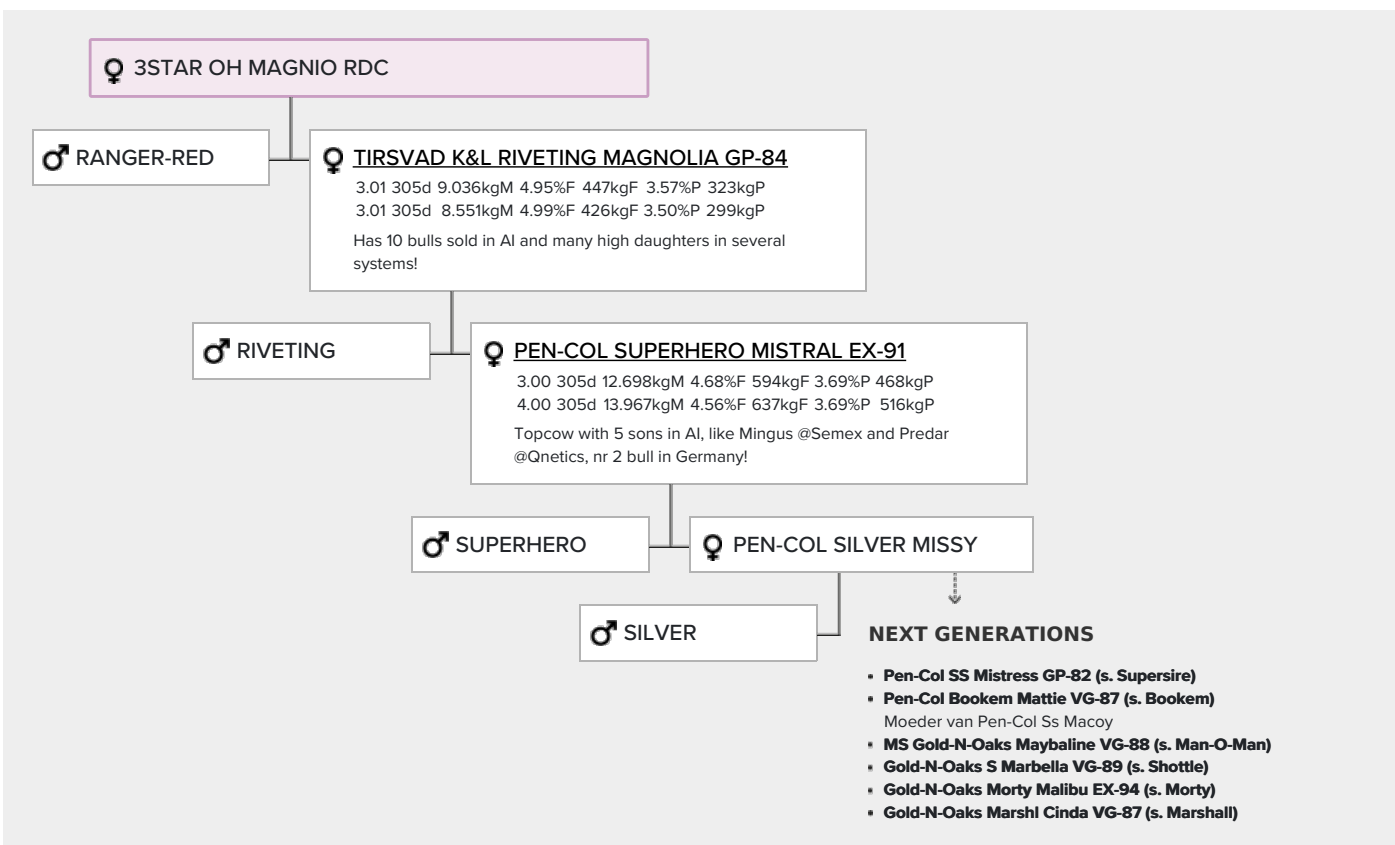 3STAR OH MAGNIO RDC
RANGER-RED
TIRSVAD K&L RIVETING MAGNOLIA GP-84
3.01 305d 9.036kgM 4.95%F 447kgF 3.57%P 323kgP
3.01 305d 8.551kgM 4.99%F 426kgF 3.50%P 299kgP
Has 10 bulls sold in AI and many high daughters in several
systems!
RIVETING
PEN-COL SUPERHERO MISTRAL EX-91
3.00 305d 12.698kgM 4.68%F 594kgF 3.69%P 468kgP
4.00 305d 13.967kgM 4.56%F 637kgF 3.69%P 516kgP
Topcow with 5 sons in AI, like Mingus @Semex and Predar
@Qnetics, nr 2 bull in Germany!
SUPERHERO
PEN-COL SILVER MISSY
SILVER
NEXT GENERATIONS
Pen-Col SS Mistress GP-82 (s. Supersire)
Pen-Col Bookem Mattie VG-87 (s. Bookem)
Moeder van Pen-Col Ss Macoy
MS Gold-N-Oaks Maybaline VG-88 (s. Man-O-Man)
Gold-N-Oaks S Marbella VG-89 (s. Shottle)
Gold-N-Oaks Morty Malibu EX-94 (s. Morty)
Gold-N-Oaks Marshl Cinda VG-87 (s. Marshall)